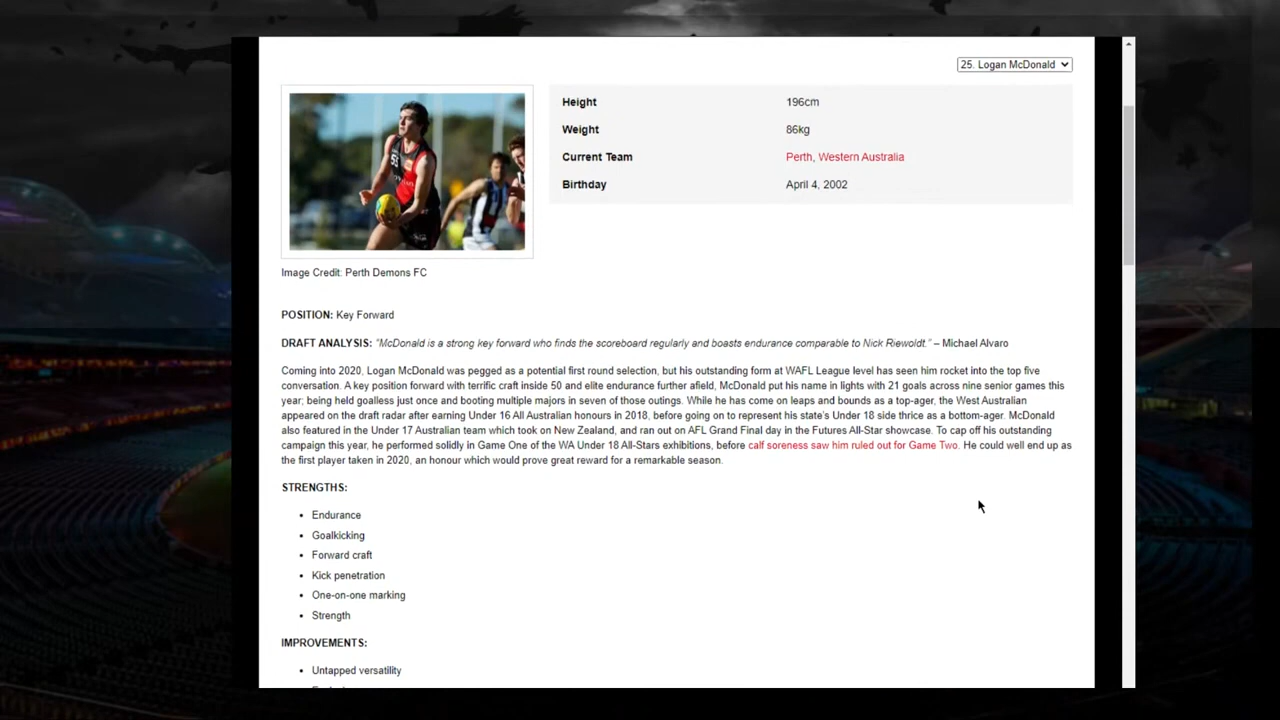 25. Logan McDonald
Height 196cm
Weight 86kg
Current Team Perth, Western Australia
Birthday April 4, 2002
Image Credit: Perth Demons FC
POSITION: Key Forward
DRAFT ANALYSIS: "McDonald is a strong key forward who finds the scoreboard regularly and boasts endurance comparable to Nick Riewoldt." – Michael Alvaro
Coming into 2020, Logan McDonald was pegged as a potential first round selection, but his outstanding form at WAFL League level has seen him rocket into the top five
conversation. A key position forward with terrific craft inside 50 and elite endurance further afield, McDonald put his name in lights with 21 goals across nine senior games this
year; being held goalless just once and booting multiple majors in seven of those outings. While he has come on leaps and bounds as a top-ager, the West Australian
appeared on the draft radar after earning Under 16 All Australian honours in 2018, before going on to represent his state's Under 18 side thrice as a bottom-ager. McDonald
also featured in the Under 17 Australian team which took on New Zealand, and ran out on AFL Grand Final day in the Futures All-Star showcase. To cap off his outstanding
campaign this year, he performed solidly in Game One of the WA Under 18 All-Stars exhibitions, before calf soreness saw him ruled out for Game Two. He could well end up as
the first player taken in 2020, an honour which would prove great reward for a remarkable season.
STRENGTHS:
• Endurance
• Goalkicking
• Forward craft
• Kick penetration
• One-on-one marking
• Strength
IMPROVEMENTS:
• Untapped versatility